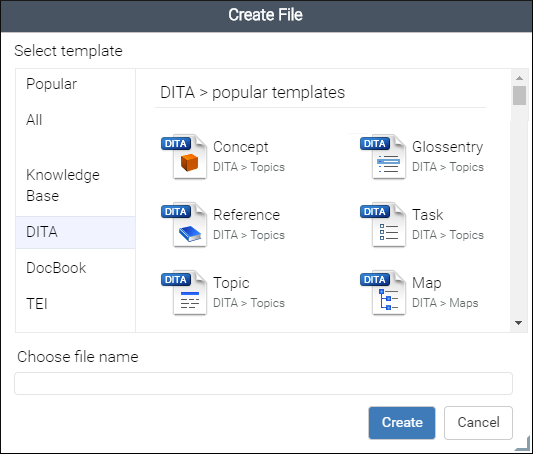 Create File
Select template
Popular
All
Knowledge
Base
DITA
DocBook
TEI
DITA > popular templates
DITA Concept
DITA > Topics
DITA Glossentry
DITA > Topics
DITA Reference
DITA > Topics
DITA Task
DITA > Topics
DITA Topic
DITA > Topics
DITA Map
DITA > Maps
Choose file name
Create
Cancel